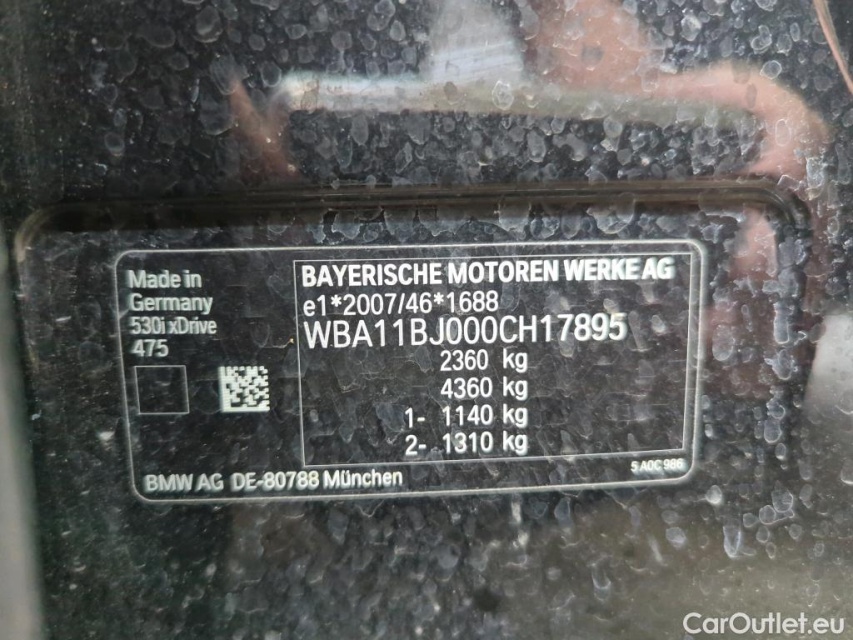 Made in
Germany
530i xDrive
475
BAYERISCHE MOTOREN WERKE AG
e1*2007/46*1688
WBA11BJ000CH17895
2360 kg
4360 kg
1- 1140 kg
2- 1310 kg
5 A0C 986
BMW AG DE-80788 München
CarOutlet.eu